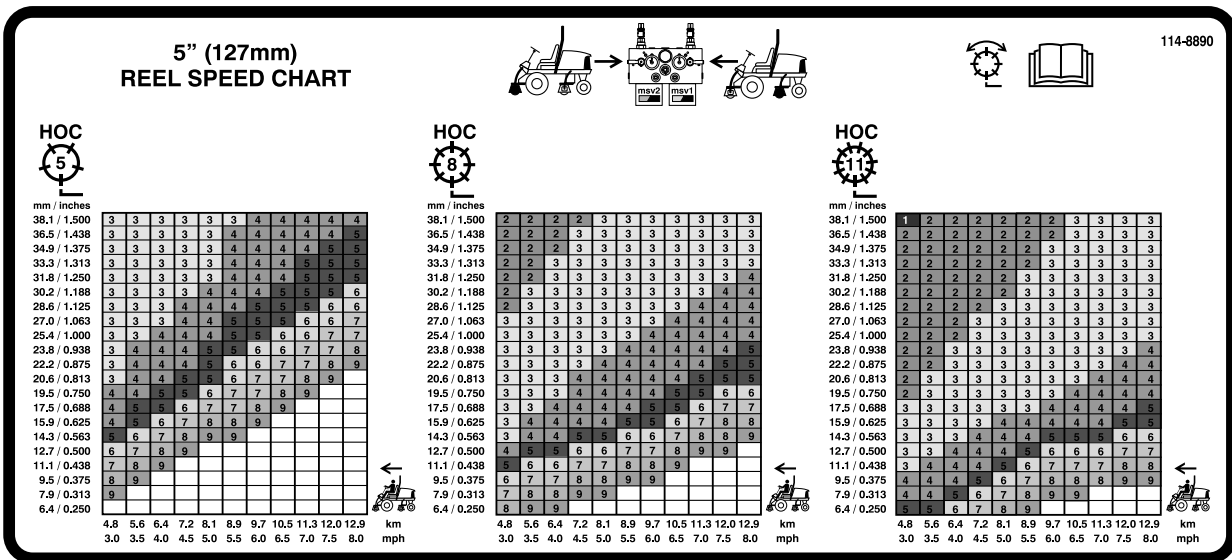 114-8890
5” (127mm)
REEL SPEED CHART
msv2 msv1
HOC
5
mm / inches
38.1 / 1.500 3 3 3 3 3 3 4 4 4 4 4
36.5 / 1.438 3 3 3 3 3 4 4 4 4 4 5
34.9 / 1.375 3 3 3 3 3 4 4 4 4 5 5
33.3 / 1.313 3 3 3 3 3 4 4 4 5 5 5
31.8 / 1.250 3 3 3 3 3 4 4 4 5 5 5
30.2 / 1.188 3 3 3 3 4 4 4 5 5 5 6
28.6 / 1.125 3 3 3 4 4 4 5 5 5 6 6
27.0 / 1.063 3 3 3 4 4 5 5 5 6 6 7
25.4 / 1.000 3 3 4 4 4 5 5 6 6 7 7
23.8 / 0.938 3 4 4 4 5 5 6 6 7 7 8
22.2 / 0.875 3 4 4 4 5 6 6 7 7 8 9
20.6 / 0.813 3 4 4 5 5 6 7 7 8 9
19.5 / 0.750 4 4 5 5 6 7 7 8 9
17.5 / 0.688 4 5 5 6 7 7 8 9
15.9 / 0.625 4 5 6 7 7 8 9
14.3 / 0.563 5 6 7 8 9 9
12.7 / 0.500 6 7 8 9
11.1 / 0.438 7 8 9
9.5 / 0.375 8 9
7.9 / 0.313 9
6.4 / 0.250
4.8 5.6 6.4 7.2 8.1 8.9 9.7 10.5 11.3 12.0 12.9 km
3.0 3.5 4.0 4.5 5.0 5.5 6.0 6.5 7.0 7.5 8.0 mph
HOC
8
mm / inches
38.1 / 1.500 2 2 2 2 3 3 3 3 3 3 3
36.5 / 1.438 2 2 2 3 3 3 3 3 3 3 3
34.9 / 1.375 2 2 2 3 3 3 3 3 3 3 3
33.3 / 1.313 2 2 3 3 3 3 3 3 3 3 3
31.8 / 1.250 2 2 3 3 3 3 3 3 3 3 4
30.2 / 1.188 2 3 3 3 3 3 3 3 3 4 4
28.6 / 1.125 2 3 3 3 3 3 3 3 4 4 4
27.0 / 1.063 3 3 3 3 3 3 3 4 4 4 4
25.4 / 1.000 3 3 3 3 3 3 4 4 4 4 4
23.8 / 0.938 3 3 3 3 3 4 4 4 4 4 5
22.2 / 0.875 3 3 3 3 4 4 4 4 4 5 5
20.6 / 0.813 3 3 3 4 4 4 4 4 5 5 5
19.5 / 0.750 3 3 3 4 4 4 4 5 5 6 6
17.5 / 0.688 3 3 4 4 4 4 5 5 6 7 7
15.9 / 0.625 3 3 4 4 4 5 5 6 7 7 8
14.3 / 0.563 3 4 4 5 5 6 6 7 8 8 9
12.7 / 0.500 4 5 5 6 6 7 7 8 9
11.1 / 0.438 5 6 6 7 7 8 8 9
9.5 / 0.375 6 7 7 8 8 9 9
7.9 / 0.313 7 8 8 9 9
6.4 / 0.250 8 9 9
4.8 5.6 6.4 7.2 8.1 8.9 9.7 10.5 11.3 12.0 12.9 km
3.0 3.5 4.0 4.5 5.0 5.5 6.0 6.5 7.0 7.5 8.0 mph
HOC
11
mm / inches
38.1 / 1.500 1 2 2 2 2 2 2 3 3 3 3
36.5 / 1.438 2 2 2 2 2 2 2 3 3 3 3
34.9 / 1.375 2 2 2 2 2 2 3 3 3 3 3
33.3 / 1.313 2 2 2 2 2 2 3 3 3 3 3
31.8 / 1.250 2 2 2 2 2 3 3 3 3 3 3
30.2 / 1.188 2 2 2 2 2 3 3 3 3 3 3
28.6 / 1.125 2 2 2 2 3 3 3 3 3 3 3
27.0 / 1.063 2 2 2 3 3 3 3 3 3 3 3
25.4 / 1.000 2 2 2 3 3 3 3 3 3 3 3
23.8 / 0.938 2 2 3 3 3 3 3 3 3 3 4
22.2 / 0.875 2 2 3 3 3 3 3 3 3 4 4
20.6 / 0.813 2 3 3 3 3 3 3 3 4 4 4
19.5 / 0.750 2 3 3 3 3 3 3 4 4 4 4
17.5 / 0.688 3 3 3 3 3 3 4 4 4 4 5
15.9 / 0.625 3 3 3 3 3 4 4 4 4 5 5
14.3 / 0.563 3 3 3 4 4 4 5 5 5 6 6
12.7 / 0.500 3 3 4 4 4 5 6 6 6 7 7
11.1 / 0.438 3 4 4 4 5 6 6 7 7 8 8
9.5 / 0.375 4 4 4 5 6 7 7 8 8 9 9
7.9 / 0.313 4 4 5 6 7 8 9 9
6.4 / 0.250 5 5 6 7 8 9
4.8 5.6 6.4 7.2 8.1 8.9 9.7 10.5 11.3 12.0 12.9 km
3.0 3.5 4.0 4.5 5.0 5.5 6.0 6.5 7.0 7.5 8.0 mph